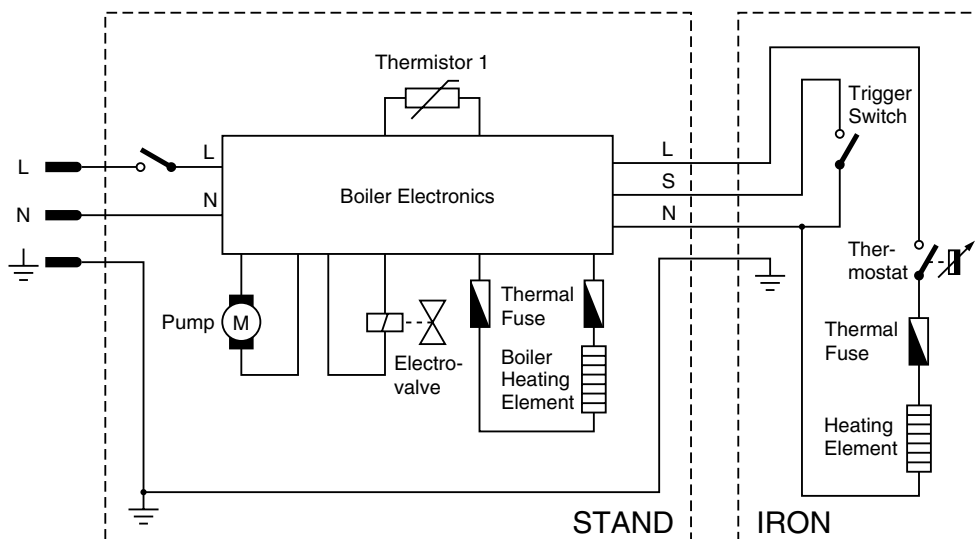 Thermistor 1
Trigger
Switch
L
L
L
S
N
N
N
Boiler Electronics
Ther-
mostat
Pump
M
Thermal
Fuse
Electro-
valve
Boiler
Heating
Element
Thermal
Fuse
Heating
Element
STAND
IRON